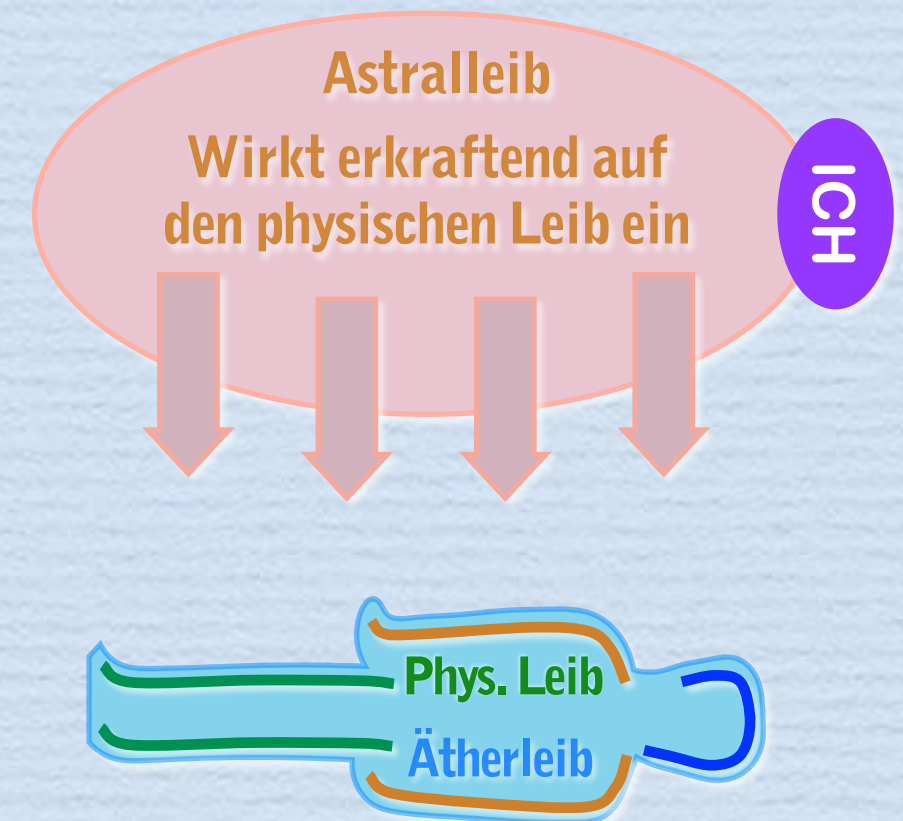 Astralleib
Wirkt erkraftend auf
den physischen Leib ein
ICH
Phys. Leib
Ätherleib